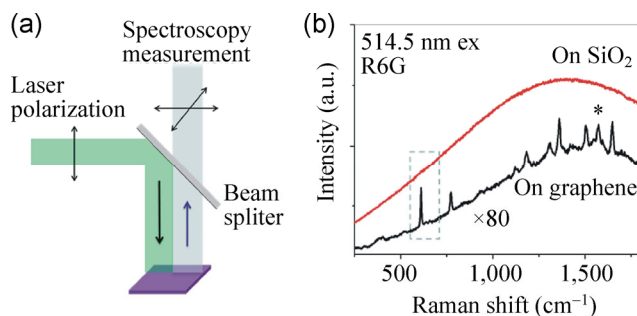 (a)
Spectroscopy
measurement
Laser
polarization
Beam
spliter
(b)
514.5 nm ex
R6G
On SiO₂
*
On graphene
×80
Intensity (a.u.)
500
1,000
1,500
Raman shift (cm⁻¹)